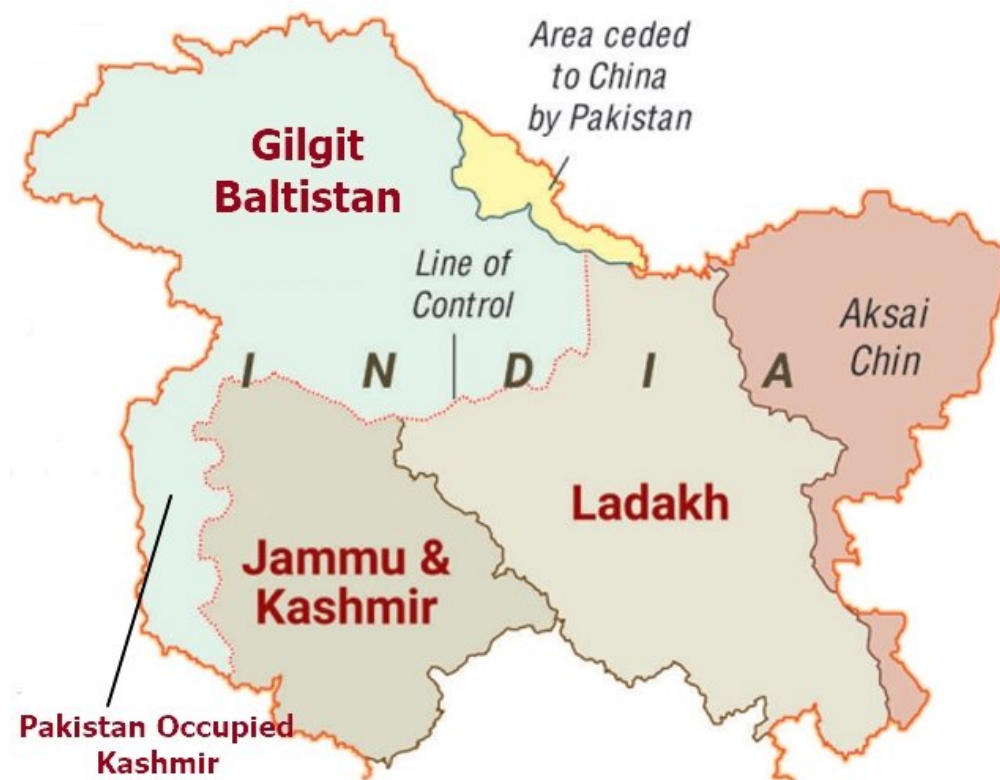 Area ceded
to China
by Pakistan
Gilgit
Baltistan
Line of
Control
Aksai
Chin
I N D I A
Ladakh
Jammu &
Kashmir
Pakistan Occupied
Kashmir